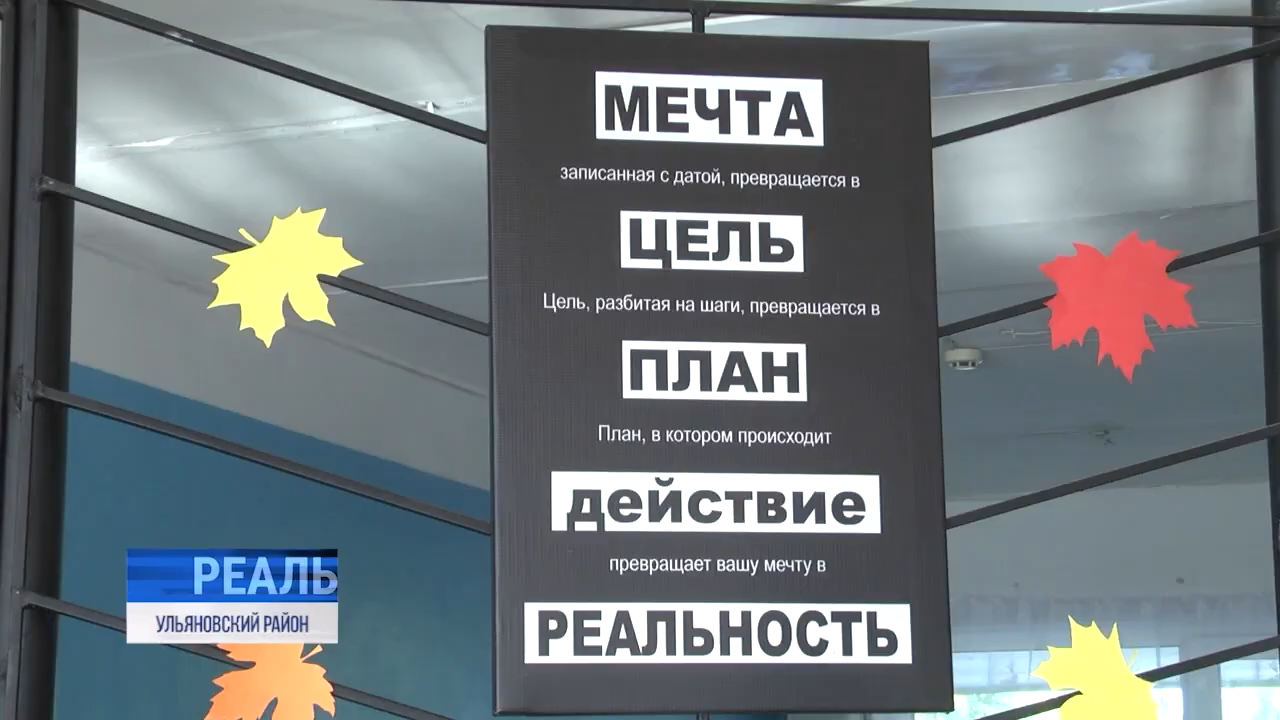 МЕЧТА
записанная с датой, превращается в
ЦЕЛЬ
Цель, разбитая на шаги, превращается в
ПЛАН
План, в котором происходит
действие
превращает вашу мечту в
РЕАЛЬНОСТЬ
РЕАЛЬ
УЛЬЯНОВСКИЙ РАЙОН